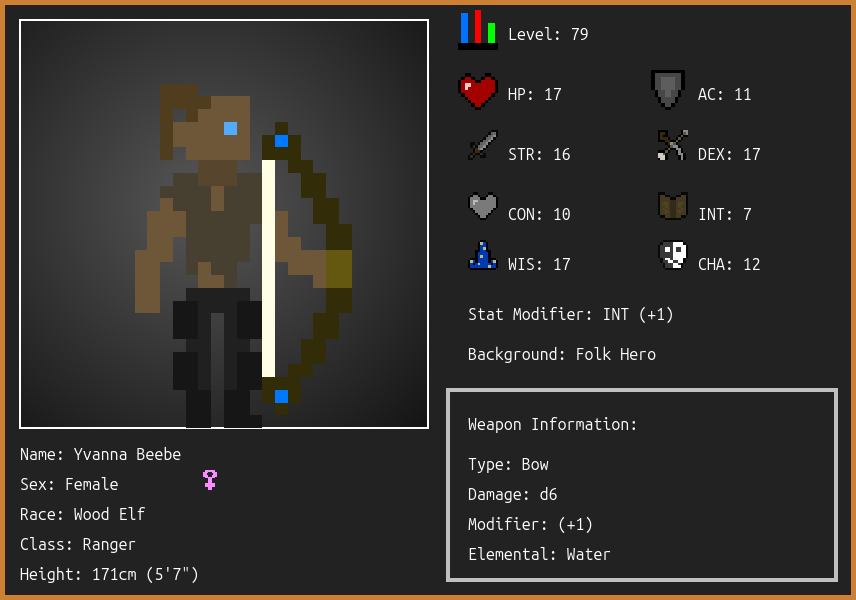 Level: 79
HP: 17
AC: 11
STR: 16
DEX: 17
CON: 10
INT: 7
WIS: 17
CHA: 12
Stat Modifier: INT (+1)
Background: Folk Hero
Weapon Information:
Type: Bow
Damage: d6
Modifier: (+1)
Elemental: Water
Name: Yvanna Beebe
Sex: Female
Race: Wood Elf
Class: Ranger
Height: 171cm (5'7")